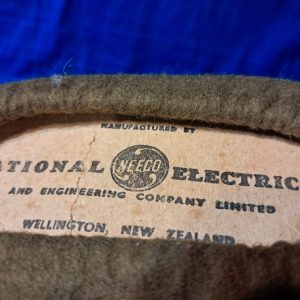 MANUFACTURED BY
ATIONAL NEECO ELECTRIC
AND ENGINEERING COMPANY LIMITED
WELLINGTON, NEW ZEALAND